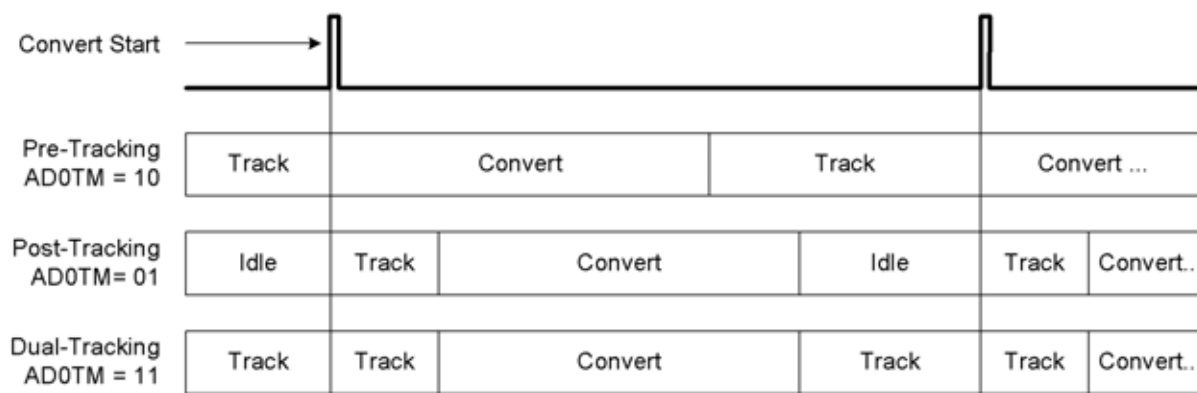 Convert Start
Pre-Tracking
AD0TM = 10
Track
Convert
Track
Convert ...
Post-Tracking
AD0TM= 01
Idle
Track
Convert
Idle
Track
Convert..
Dual-Tracking
AD0TM = 11
Track
Track
Convert
Track
Track
Convert..